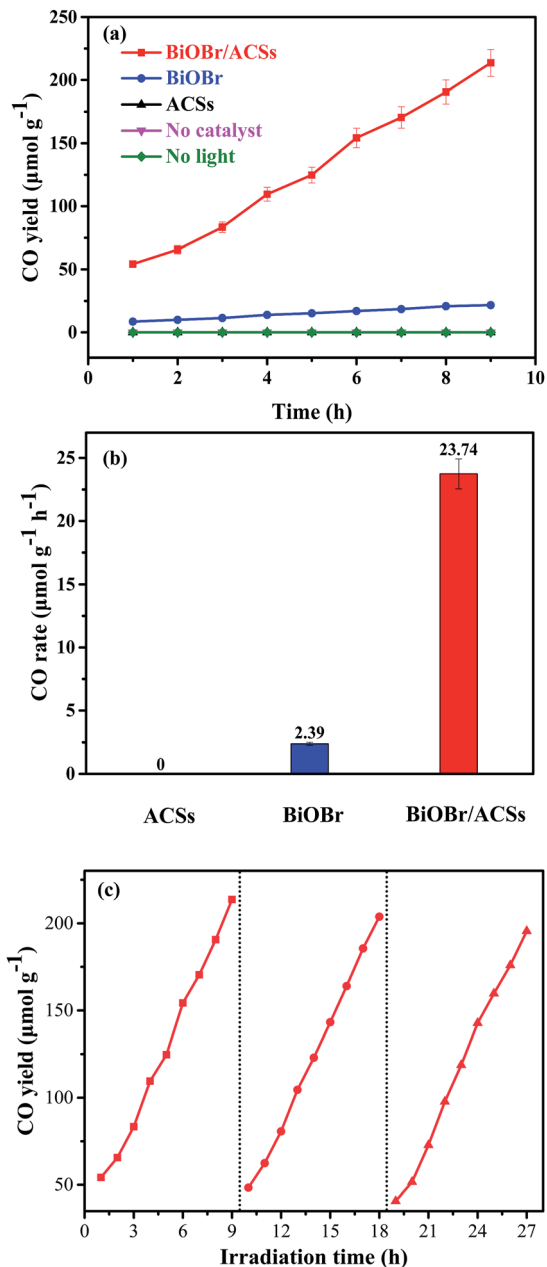 (a)
BiOBr/ACSs
BiOBr
ACSs
No catalyst
No light
CO yield (µmol g⁻¹)
250
200
150
100
50
0
0 2 4 6 8 10
Time (h)
(b)
CO rate (µmol g⁻¹ h⁻¹)
25
20
15
10
5
0
23.74
2.39
0
ACSs BiOBr BiOBr/ACSs
(c)
CO yield (µmol g⁻¹)
200
150
100
50
0 3 6 9 12 15 18 21 24 27
Irradiation time (h)